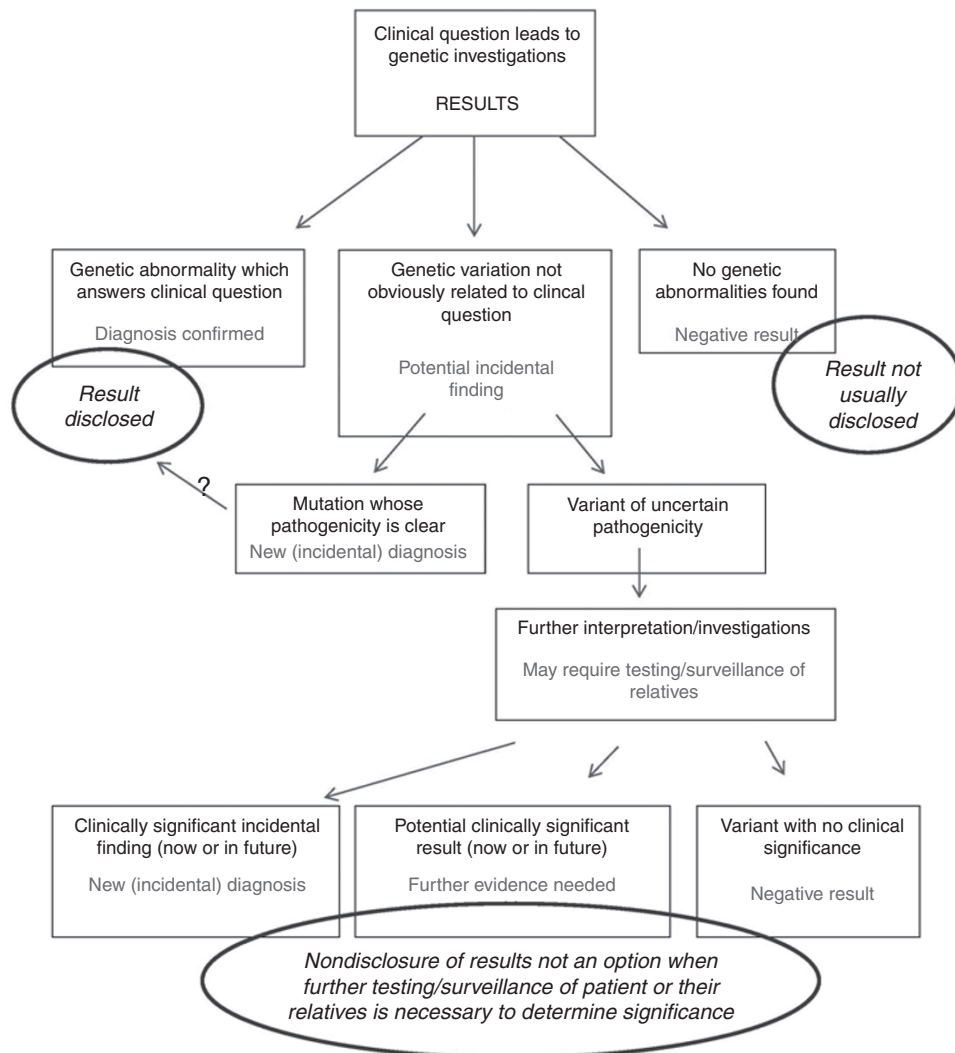 Clinical question leads to
genetic investigations
RESULTS
Genetic abnormality which
answers clinical question
Diagnosis confirmed
Result
disclosed
Genetic variation not
obviously related to clincal
question
Potential incidental
finding
No genetic
abnormalities found
Negative result
Result not
usually
disclosed
?
Mutation whose
pathogenicity is clear
New (incidental) diagnosis
Variant of uncertain
pathogenicity
Further interpretation/investigations
May require testing/surveillance of
relatives
Clinically significant incidental
finding (now or in future)
New (incidental) diagnosis
Potential clinically significant
result (now or in future)
Further evidence needed
Variant with no clinical
significance
Negative result
Nondisclosure of results not an option when
further testing/surveillance of patient or their
relatives is necessary to determine significance